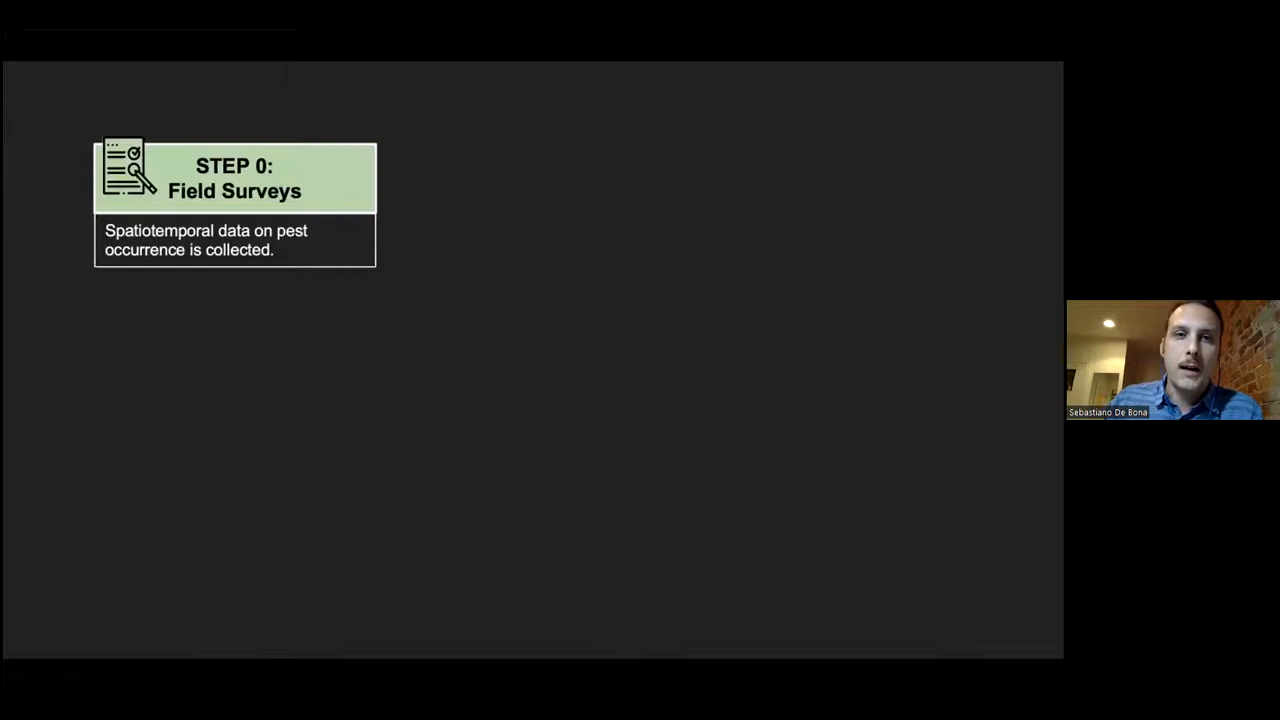 STEP 0:
Field Surveys
Spatiotemporal data on pest
occurrence is collected.
Sebastiano De Bona